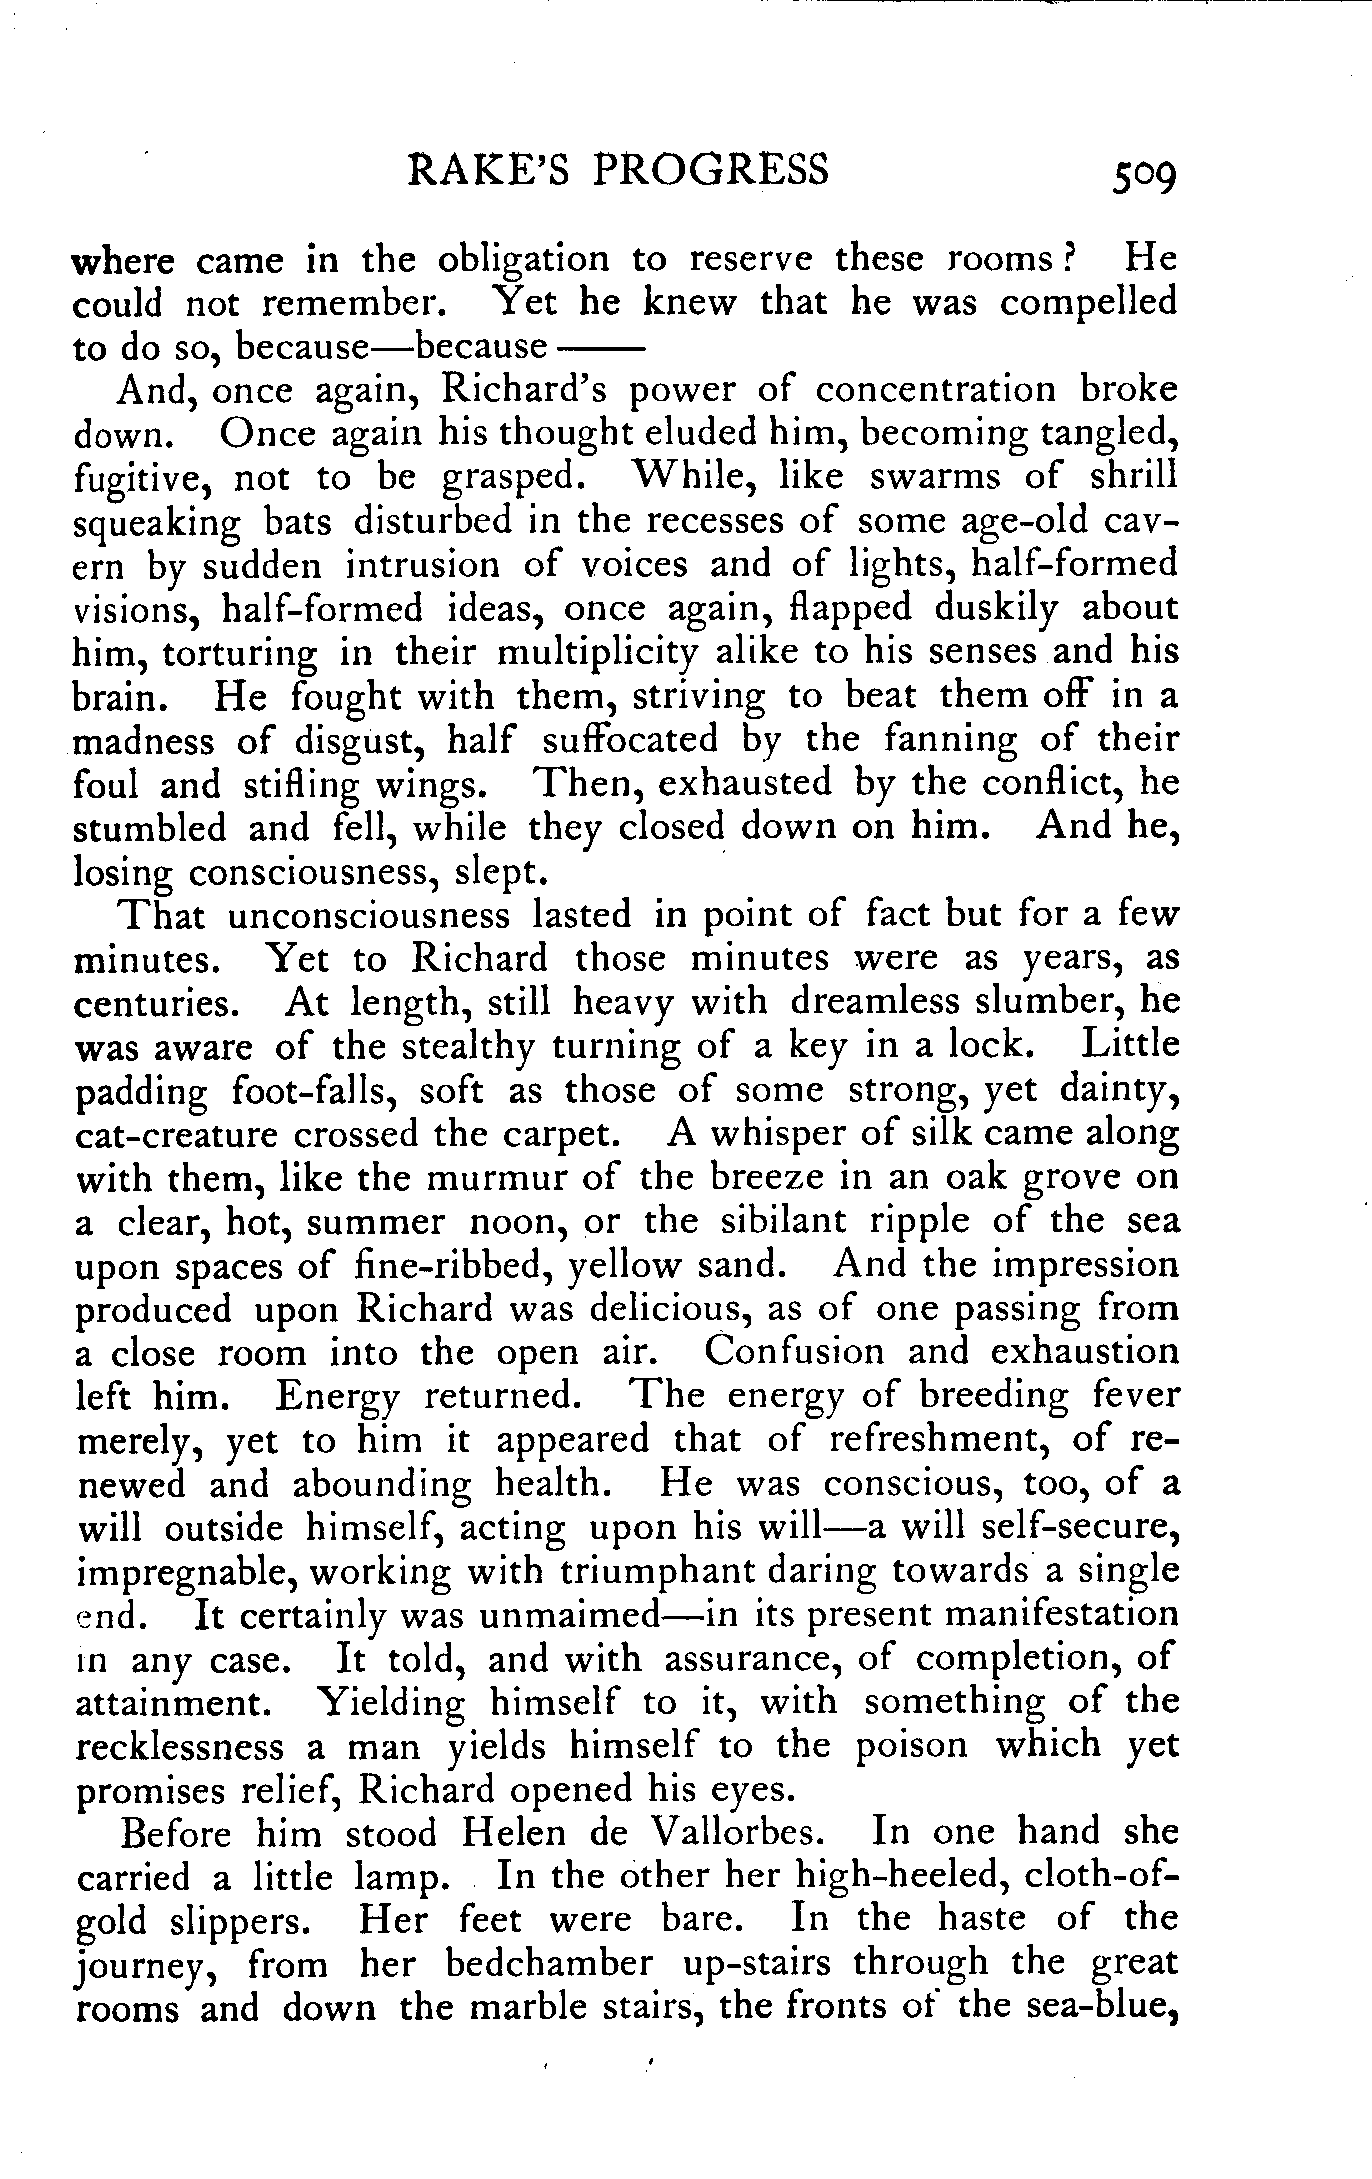 RAKE'S PROGRESS 509
where came in the obligation to reserve these rooms? He
could not remember. Yet he knew that he was compelled
to do so, because—because ——
And, once again, Richard's power of concentration broke
down. Once again his thought eluded him, becoming tangled,
fugitive, not to be grasped. While, like swarms of shrill
squeaking bats disturbed in the recesses of some age-old cav-
ern by sudden intrusion of voices and of lights, half-formed
visions, half-formed ideas, once again, flapped duskily about
him, torturing in their multiplicity alike to his senses and his
brain. He fought with them, striving to beat them off in a
madness of disgust, half suffocated by the fanning of their
foul and stifling wings. Then, exhausted by the conflict, he
stumbled and fell, while they closed down on him. And he,
losing consciousness, slept.
That unconsciousness lasted in point of fact but for a few
minutes. Yet to Richard those minutes were as years, as
centuries. At length, still heavy with dreamless slumber, he
was aware of the stealthy turning of a key in a lock. Little
padding foot-falls, soft as those of some strong, yet dainty,
cat-creature crossed the carpet. A whisper of silk came along
with them, like the murmur of the breeze in an oak grove on
a clear, hot, summer noon, or the sibilant ripple of the sea
upon spaces of fine-ribbed, yellow sand. And the impression
produced upon Richard was delicious, as of one passing from
a close room into the open air. Confusion and exhaustion
left him. Energy returned. The energy of breeding fever
merely, yet to him it appeared that of refreshment, of re-
newed and abounding health. He was conscious, too, of a
will outside himself, acting upon his will—a will self-secure,
impregnable, working with triumphant daring towards a single
end. It certainly was unmaimed—in its present manifestation
in any case. It told, and with assurance, of completion, of
attainment. Yielding himself to it, with something of the
recklessness a man yields himself to the poison which yet
promises relief, Richard opened his eyes.
Before him stood Helen de Vallorbes. In one hand she
carried a little lamp. In the other her high-heeled, cloth-of-
gold slippers. Her feet were bare. In the haste of the
journey, from her bedchamber up-stairs through the great
rooms and down the marble stairs, the fronts of the sea-blue,